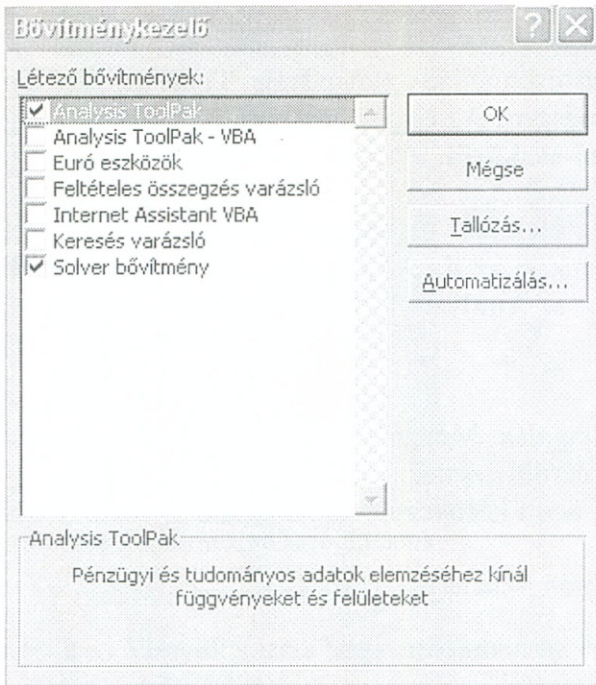 Bővítménykezelő
Létező bővítmények:
Analysis ToolPak
Analysis ToolPak - VBA
Euró eszközök
Feltételes összegzés varázsló
Internet Assistant VBA
Keresés varázsló
Solver bővítmény
OK
Mégse
Tallózás...
Automatizálás...
Analysis ToolPak
Pénzügyi és tudományos adatok elemzéséhez kínál
függvényeket és felületeket